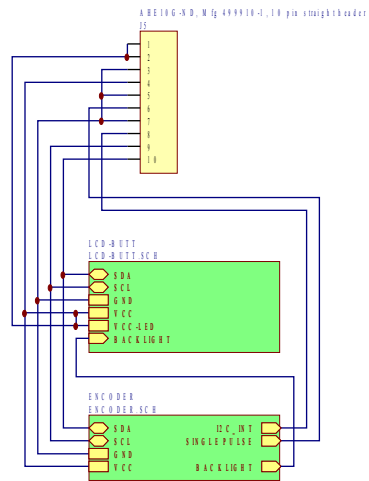 AHE10G-ND, Mfg 499910-1, 10 pin straight header
J5
1
2
3
4
5
6
7
8
9
10
LCD-BUTT
LCD-BUTT.SCH
SDA
SCL
GND
VCC
VCC-LED
BACKLIGHT
ENCODER
ENCODER.SCH
SDA I2C_INT
SCL SINGLEPULSE
GND
VCC BACKLIGHT